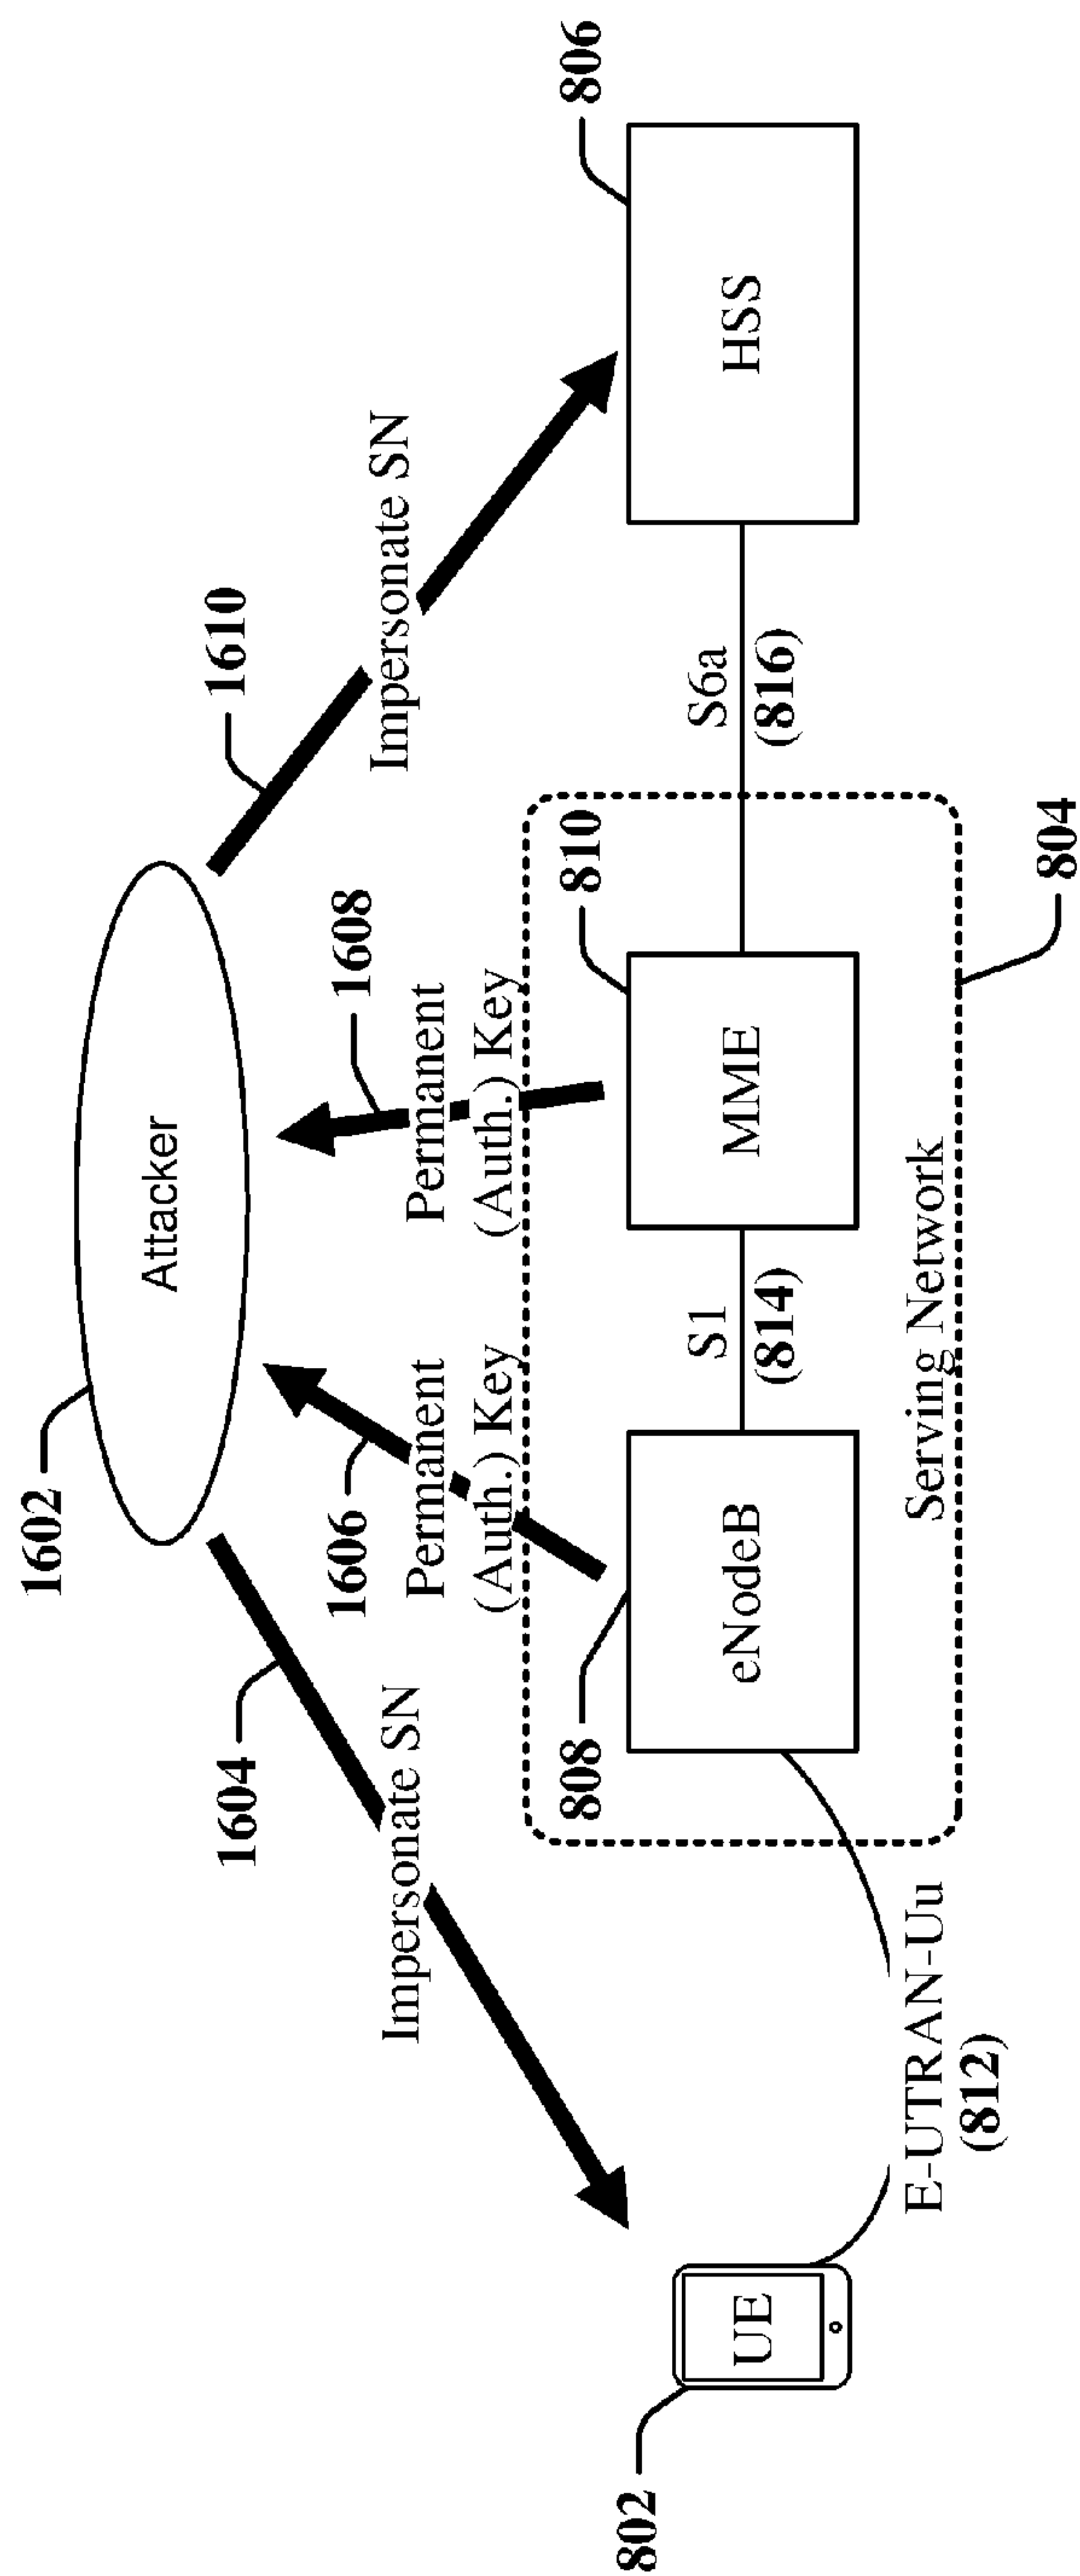 1602
Attacker
1604
Impersonate SN
1606
Permanent
(Auth.) Key
1608
Permanent
(Auth.) Key
1610
Impersonate SN
802
UE
E-UTRAN-Uu
(812)
808
eNodeB
S1
(814)
810
MME
Serving Network
804
S6a
(816)
806
HSS